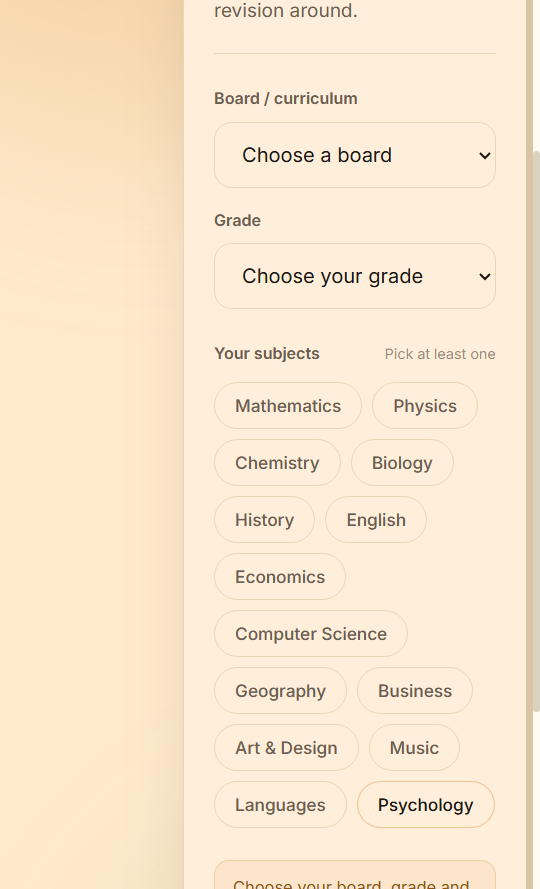 revision around.
Board / curriculum
Choose a board
Grade
Choose your grade
Your subjects Pick at least one
Mathematics Physics
Chemistry Biology
History English
Economics
Computer Science
Geography Business
Art & Design Music
Languages Psychology
Choose your board, grade and